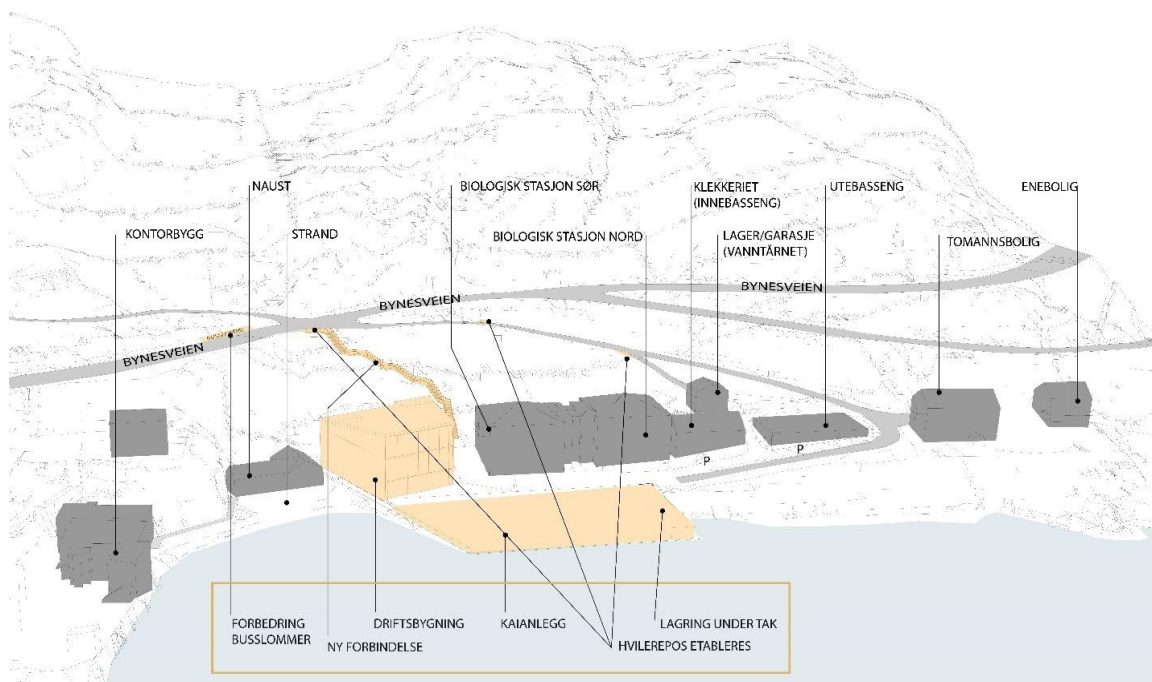 NAUST
BIOLOGISK STASJON SØR
KLEKKERIET
(INNEBASSENG)
UTEBASSENG
ENEBOLIG
KONTORBYGG
STRAND
BIOLOGISK STASJON NORD
LAGER/GARASJE
(VANNTÅRNET)
TOMANNSBOLIG
BYNESVEIEN
BYNESVEIEN
BYNESVEIEN
P
P
FORBEDRING
BUSSLOMMER
NY FORBINDELSE
DRIFTSBYGNING
KAIANLEGG
HVILEREPOS ETABLERES
LAGRING UNDER TAK